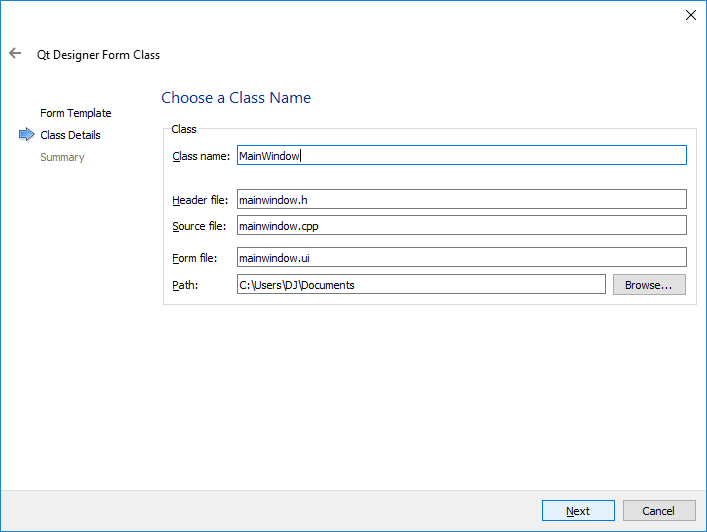 Qt Designer Form Class
Form Template
Class Details
Summary
Choose a Class Name
Class
Class name: MainWindow
Header file: mainwindow.h
Source file: mainwindow.cpp
Form file: mainwindow.ui
Path: C:\Users\DJ\Documents Browse...
Next Cancel